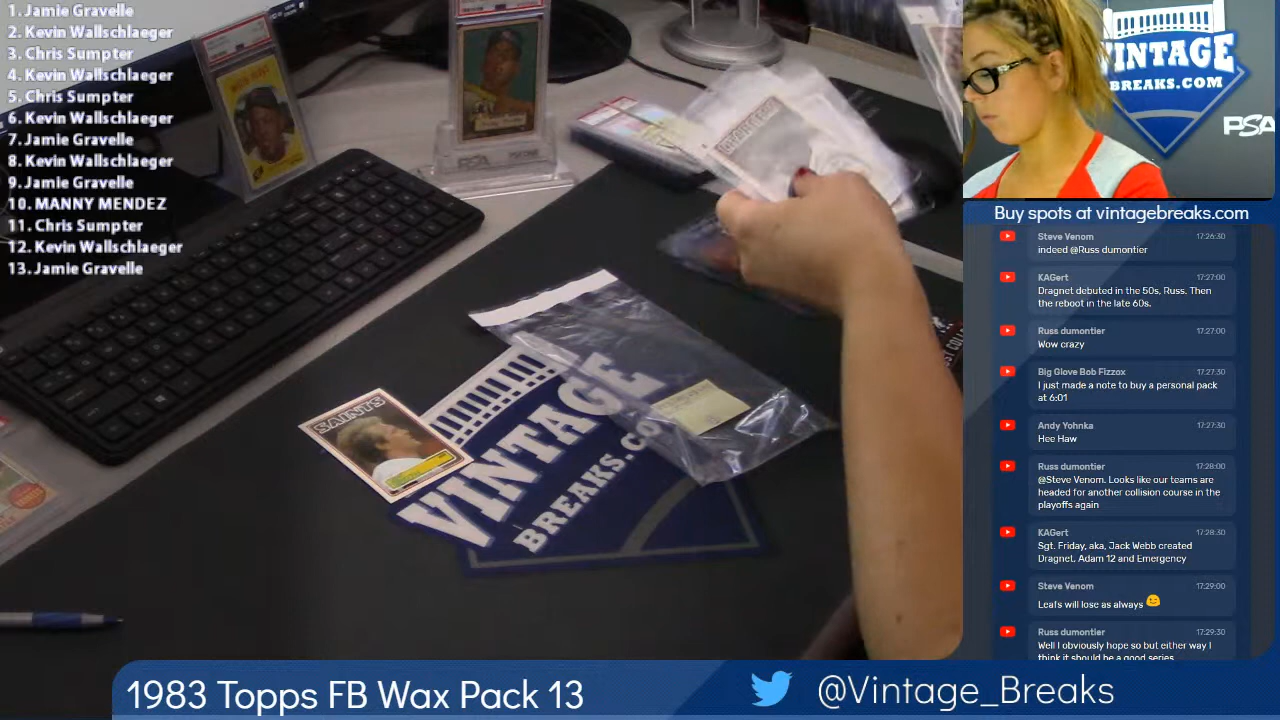 1. Jamie Gravelle
2. Kevin Wallschlaeger
3. Chris Sumpter
4. Kevin Wallschlaeger
5. Chris Sumpter
6. Kevin Wallschlaeger
7. Jamie Gravelle
8. Kevin Wallschlaeger
9. Jamie Gravelle
10. MANNY MENDEZ
11. Chris Sumpter
12. Kevin Wallschlaeger
13. Jamie Gravelle
SAINTS
VINTAGE
BREAKS.CO
VINTAGE
BREAKS.COM
PSA
Buy spots at vintagebreaks.com
Steve Venom 17:26:30
indeed @Russ dumontier
KAGert 17:27:00
Dragnet debuted in the 50s, Russ. Then
the reboot in the late 60s.
Russ dumontier 17:27:00
Wow crazy
Big Glove Bob Fizzox 17:27:30
I just made a note to buy a personal pack
at 6:01
Andy Yohnka 17:27:30
Hee Haw
Russ dumontier 17:28:00
@Steve Venom. Looks like our teams are
headed for another collision course in the
playoffs again
KAGert 17:28:30
Sgt. Friday, aka, Jack Webb created
Dragnet, Adam 12 and Emergency
Steve Venom 17:29:00
Leafs will lose as always 😉
Russ dumontier 17:29:30
Well I obviously hope so but either way I
think it should be a good series
1983 Topps FB Wax Pack 13
@Vintage_Breaks